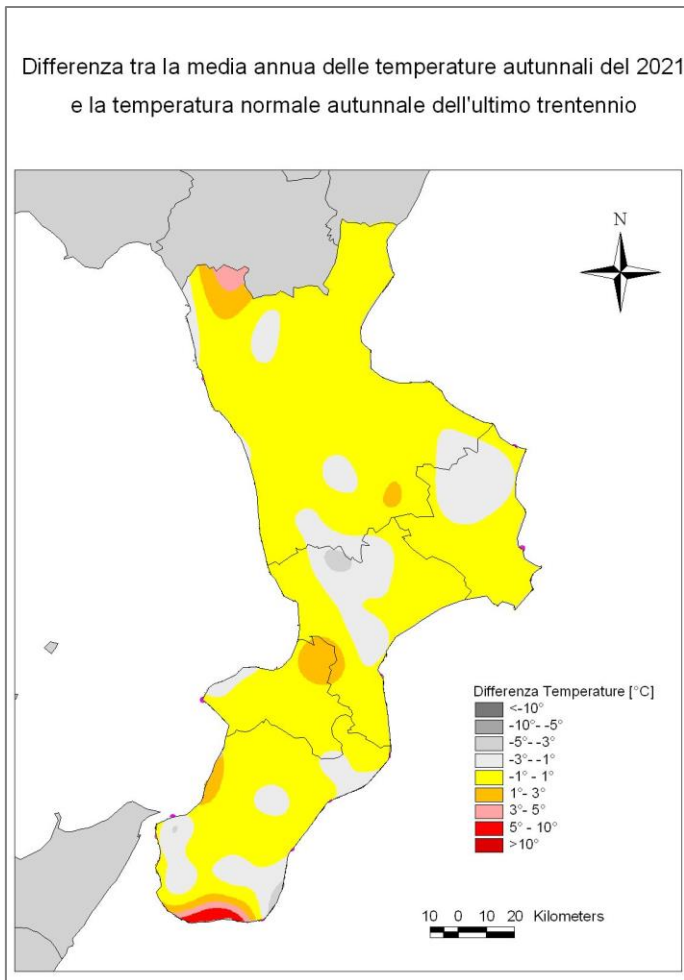 Differenza tra la media annua delle temperature autunnali del 2021
e la temperatura normale autunnale dell'ultimo trentennio
N
Differenza Temperature [°C]
<-10°
-10°- -5°
-5°- -3°
-3°- -1°
-1°- 1°
1°- 3°
3°- 5°
5° - 10°
>10°
10 0 10 20 Kilometers